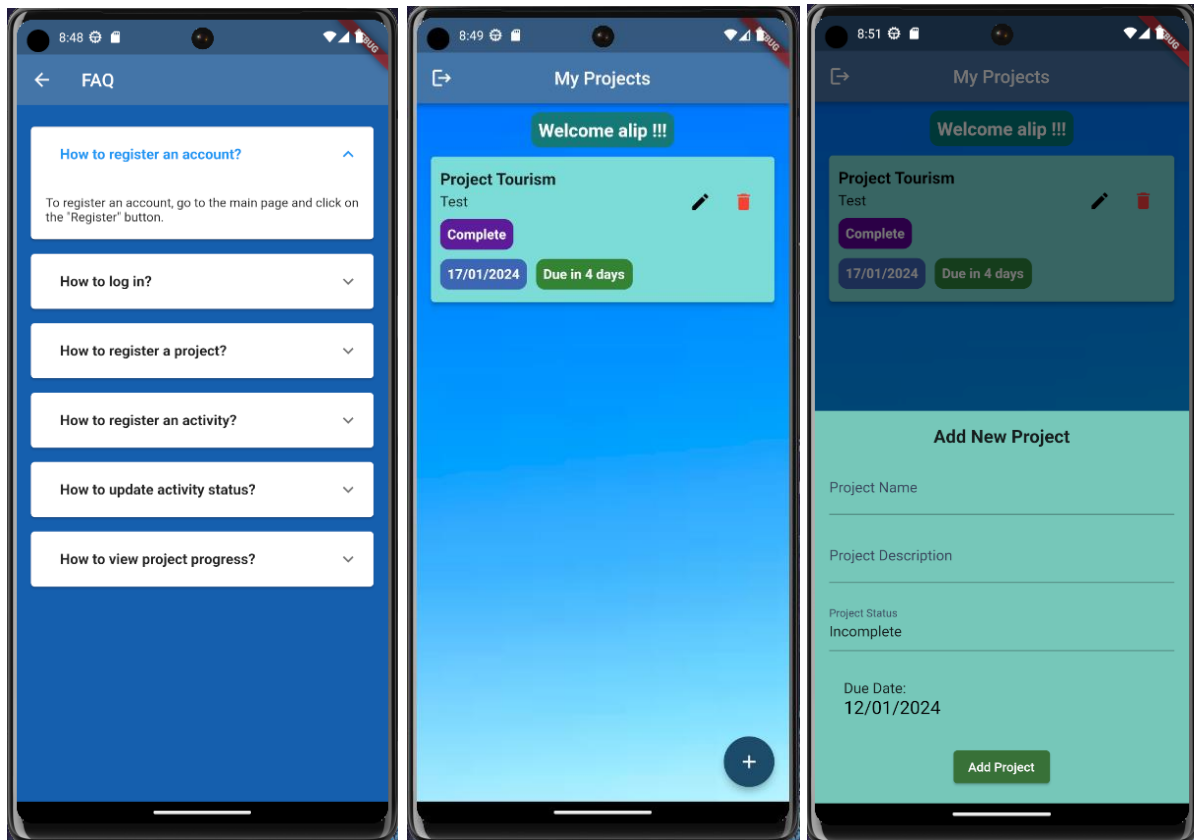 8:48
BUG
FAQ
How to register an account?
To register an account, go to the main page and click on
the "Register" button.
How to log in?
How to register a project?
How to register an activity?
How to update activity status?
How to view project progress?
8:49
BUG
My Projects
Welcome alip !!!
Project Tourism
Test
Complete
17/01/2024 Due in 4 days
+
8:51
BUG
My Projects
Welcome alip !!!
Project Tourism
Test
Complete
17/01/2024 Due in 4 days
Add New Project
Project Name
Project Description
Project Status
Incomplete
Due Date:
12/01/2024
Add Project